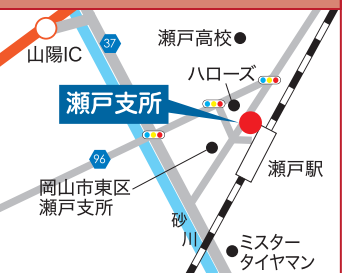 37
瀬戸高校
山陽IC
ハローズ
瀬戸支所
96
瀬戸駅
岡山市東区
瀬戸支所
砂
川
ミスター
タイヤマン